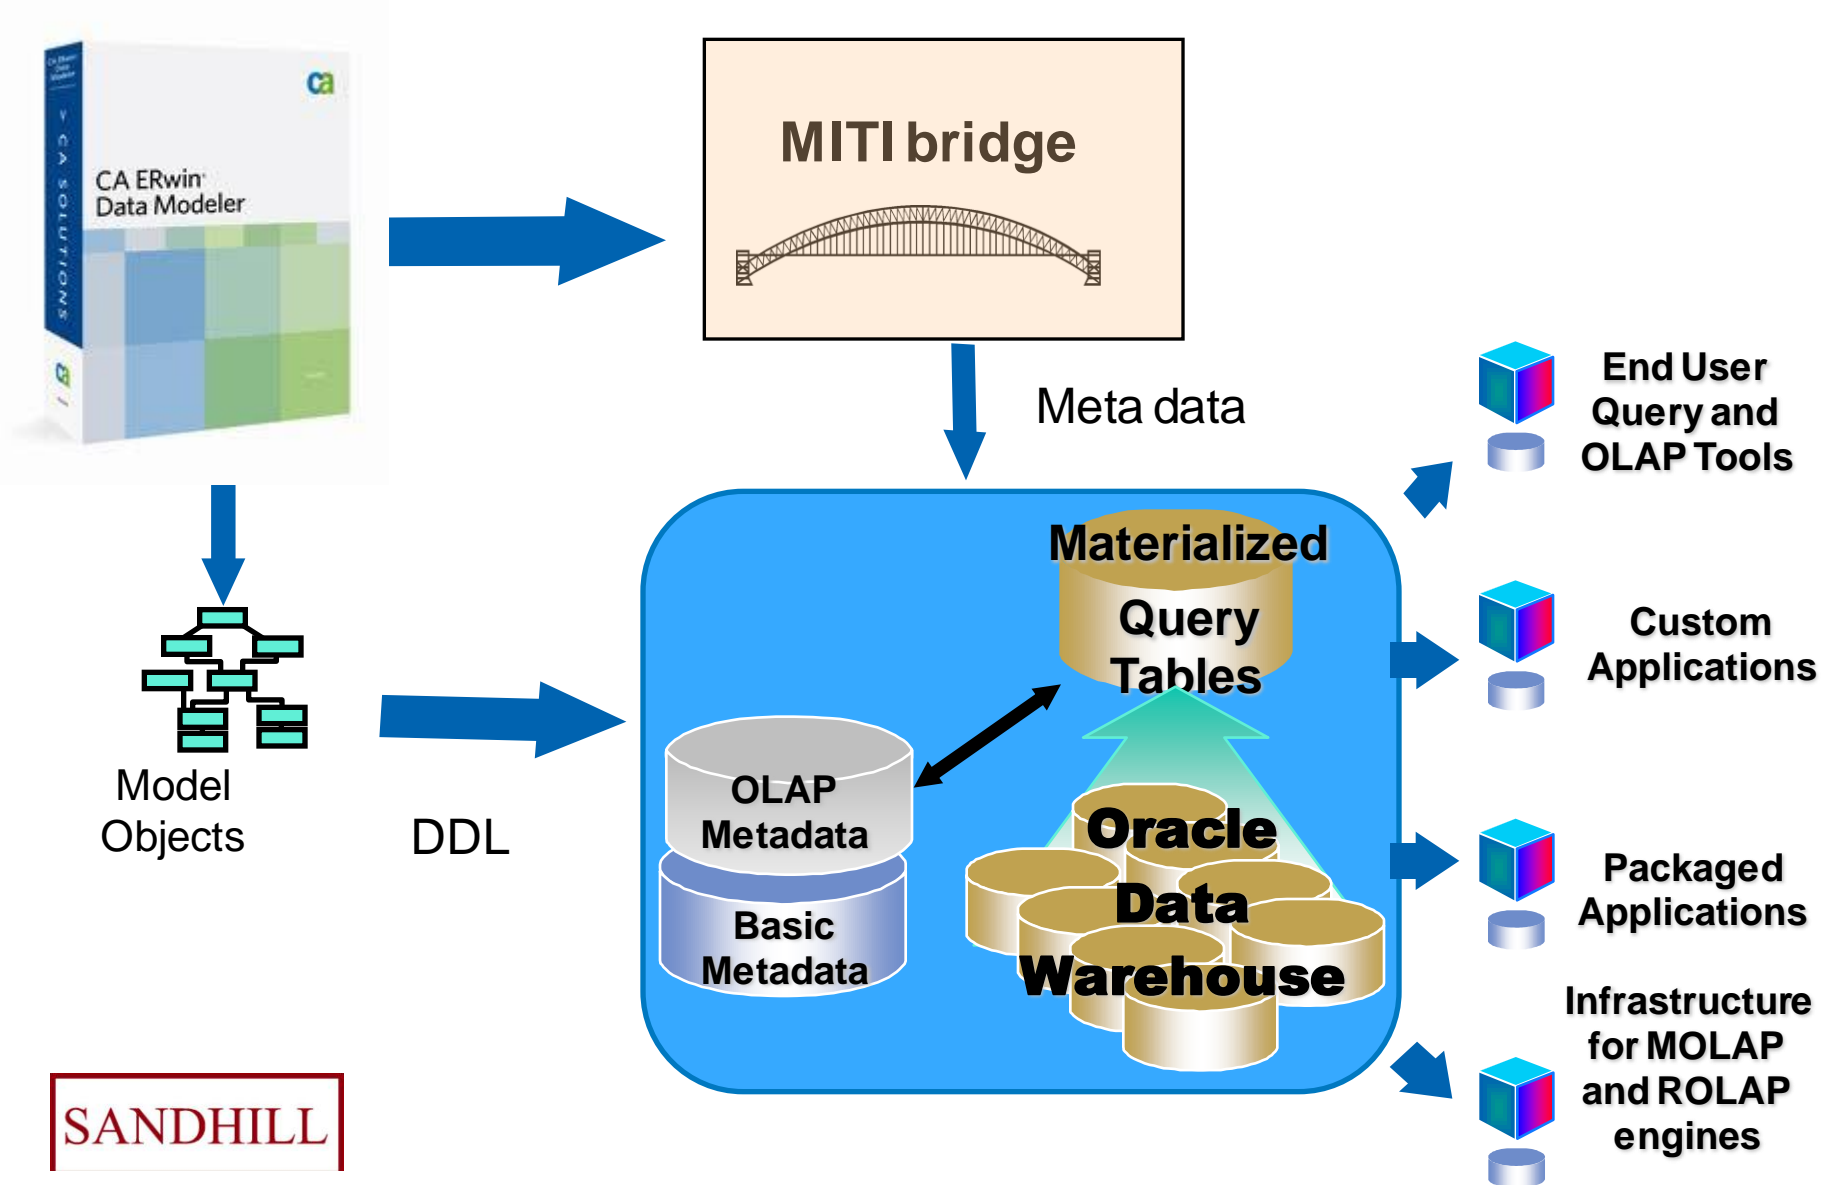 CA ERwin
Data Modeler
> CA SOLUTIONS
ca
ca
MITI bridge
Meta data
Model
Objects
DDL
Materialized
Query
Tables
OLAP
Metadata
Basic
Metadata
Oracle
Data
Warehouse
End User
Query and
OLAP Tools
Custom
Applications
Packaged
Applications
Infrastructure
for MOLAP
and ROLAP
engines
SANDHILL